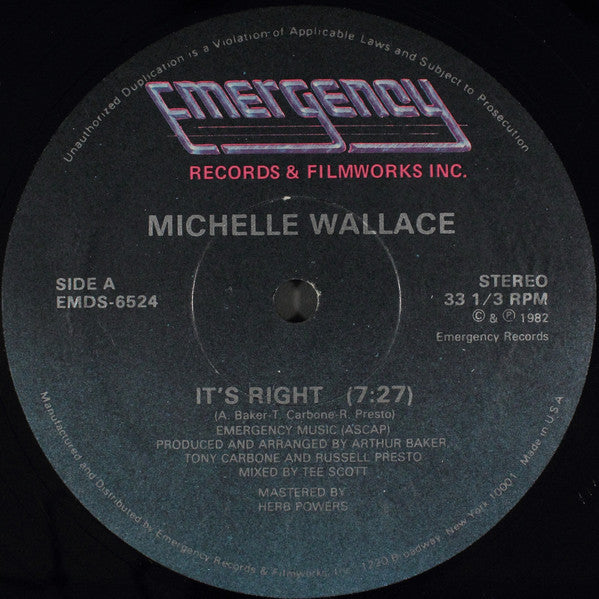 Unauthorized Duplication is a Violation of Applicable Laws and Subject to Prosecution
Emergency
RECORDS & FILMWORKS INC.
MICHELLE WALLACE
SIDE A
EMDS-6524
STEREO
33 1/3 RPM
© & ℗ 1982
Emergency Records
IT'S RIGHT (7:27)
(A. Baker-T. Carbone-R. Presto)
EMERGENCY MUSIC (ASCAP)
PRODUCED AND ARRANGED BY ARTHUR BAKER
TONY CARBONE AND RUSSELL PRESTO
MIXED BY TEE SCOTT
MASTERED BY
HERB POWERS
Manufactured and Distributed by Emergency Records & Filmworks, Inc. 1220 Broadway, New York 10001. Made in U.S.A.